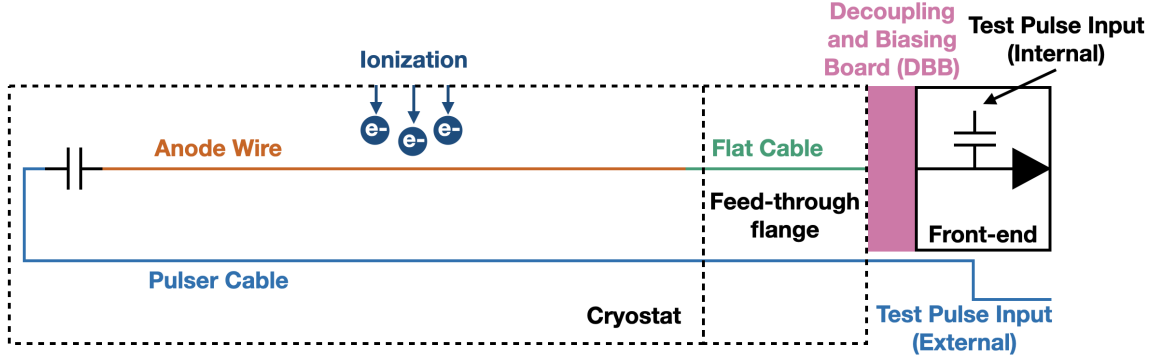 Decoupling
and Biasing
Board (DBB)
Test Pulse Input
(Internal)
Ionization
e-
e-
e-
Anode Wire
Flat Cable
Feed-through
flange
Front-end
Pulser Cable
Cryostat
Test Pulse Input
(External)